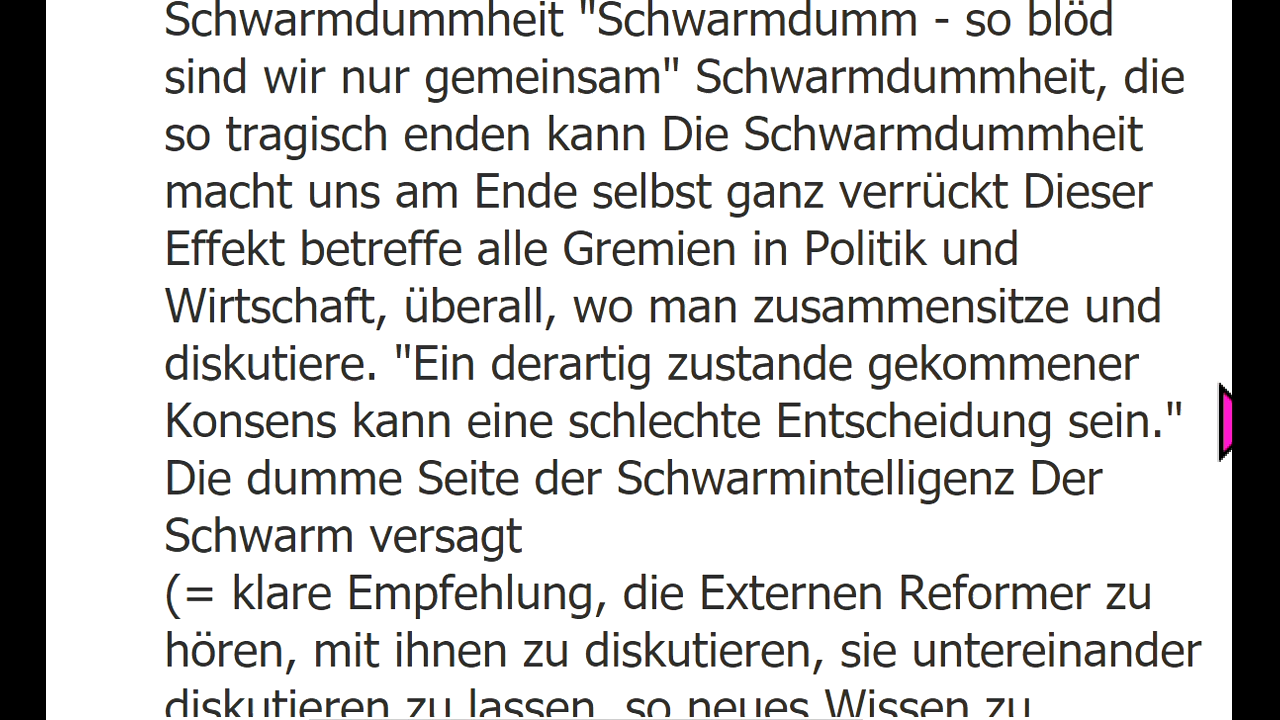 Schwarmdummheit "Schwarmdumm - so blöd
sind wir nur gemeinsam" Schwarmdummheit, die
so tragisch enden kann Die Schwarmdummheit
macht uns am Ende selbst ganz verrückt Dieser
Effekt betreffe alle Gremien in Politik und
Wirtschaft, überall, wo man zusammensitze und
diskutiere. "Ein derartig zustande gekommener
Konsens kann eine schlechte Entscheidung sein."
Die dumme Seite der Schwarmintelligenz Der
Schwarm versagt
(= klare Empfehlung, die Externen Reformer zu
hören, mit ihnen zu diskutieren, sie untereinander
diskutieren zu lassen, so neues Wissen zu